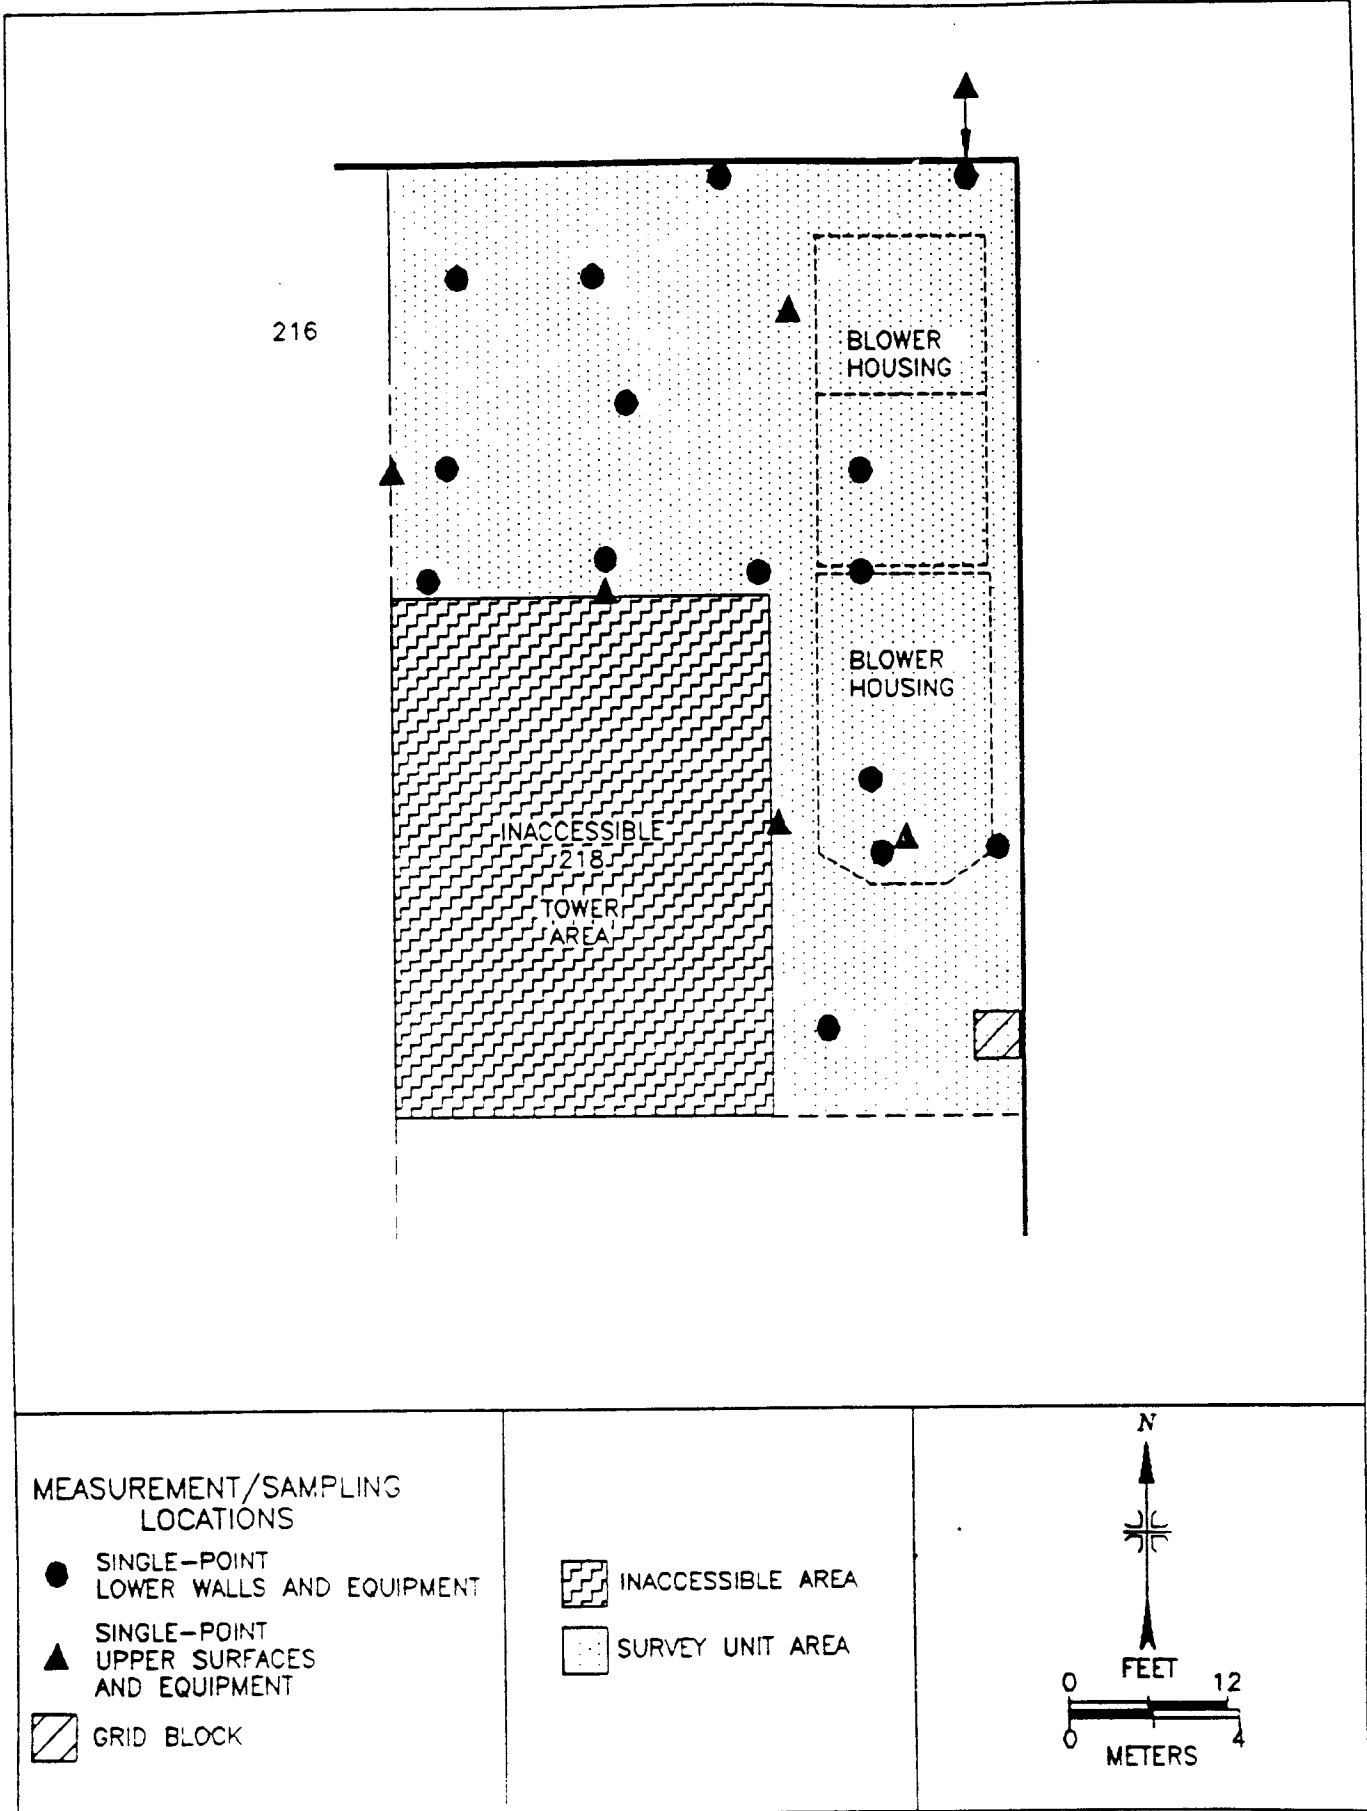 216
BLOWER
HOUSING
BLOWER
HOUSING
INACCESSIBLE
218
TOWER
AREA
MEASUREMENT/SAMPLING
LOCATIONS
SINGLE-POINT
LOWER WALLS AND EQUIPMENT
SINGLE-POINT
UPPER SURFACES
AND EQUIPMENT
GRID BLOCK
INACCESSIBLE AREA
SURVEY UNIT AREA
N
FEET
0 12
0 4
METERS